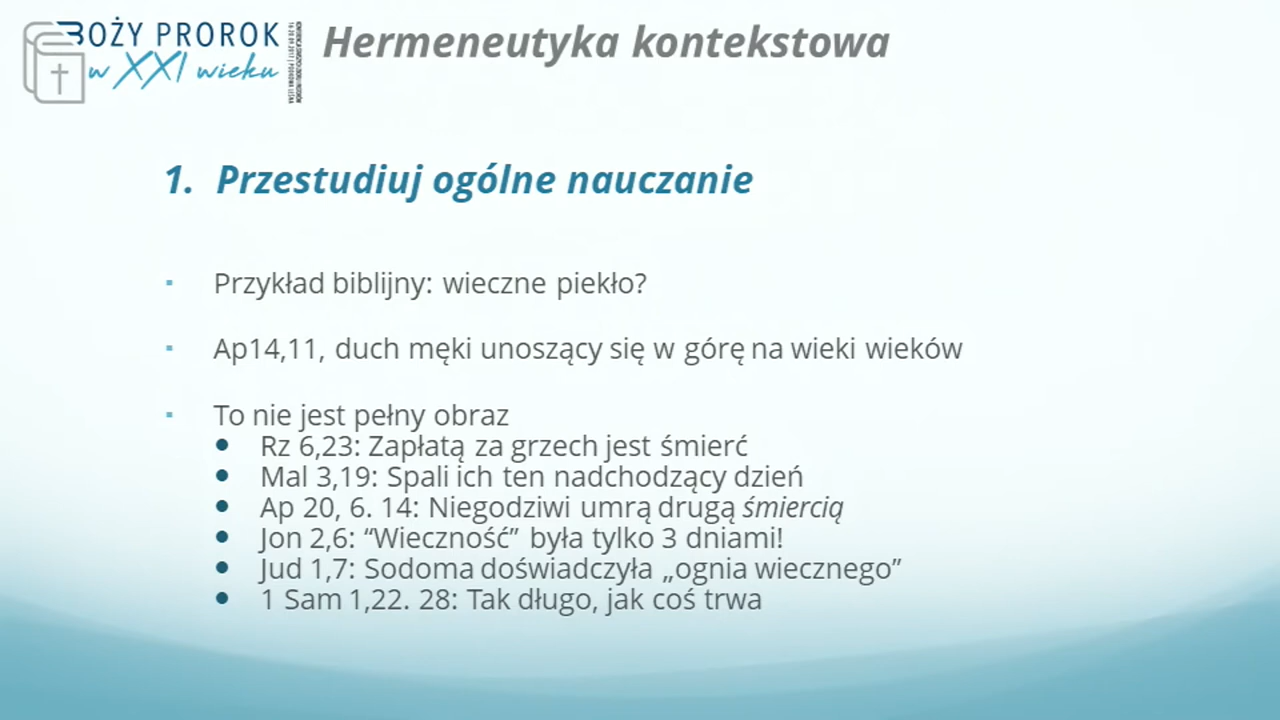 BOŻY PROROK
w XXI wieku
Hermeneutyka kontekstowa
1. Przestudiuj ogólne nauczanie
▪ Przykład biblijny: wieczne piekło?
▪ Ap14,11, duch męki unoszący się w górę na wieki wieków
▪ To nie jest pełny obraz
● Rz 6,23: Zapłatą za grzech jest śmierć
● Mal 3,19: Spali ich ten nadchodzący dzień
● Ap 20, 6. 14: Niegodziwi umrą drugą śmiercią
● Jon 2,6: “Wieczność” była tylko 3 dniami!
● Jud 1,7: Sodoma doświadczyła „ognia wiecznego”
● 1 Sam 1,22. 28: Tak długo, jak coś trwa